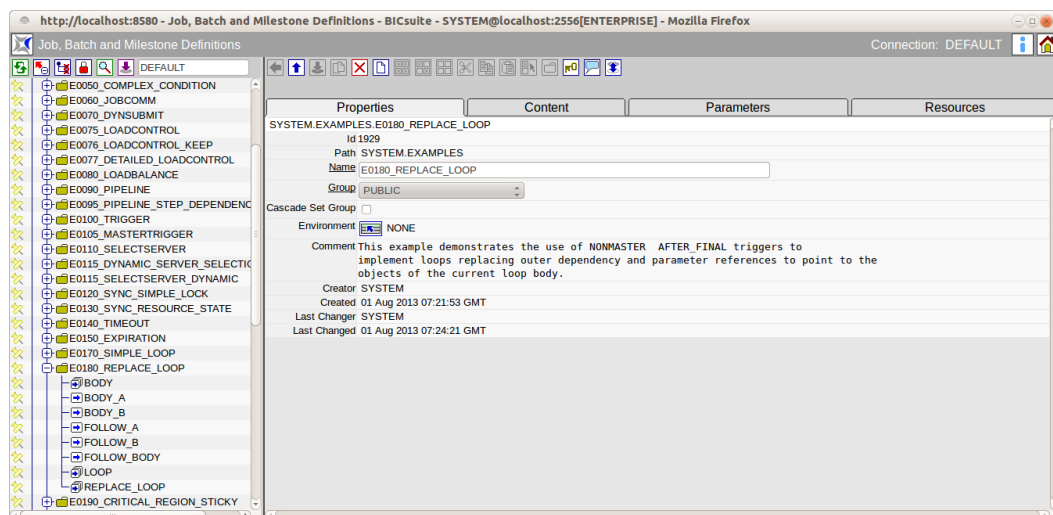 http://localhost:8580 - Job, Batch and Milestone Definitions - BICsuite - SYSTEM@localhost:2556[ENTERPRISE] - Mozilla Firefox
Job, Batch and Milestone Definitions
Connection: DEFAULT
DEFAULT
E0050_COMPLEX_CONDITION
E0060_JOBCOMM
E0070_DYNSUBMIT
E0075_LOADCONTROL
E0076_LOADCONTROL_KEEP
E0077_DETAILED_LOADCONTROL
E0080_LOADBALANCE
E0090_PIPELINE
E0095_PIPELINE_STEP_DEPENDENC
E0100_TRIGGER
E0105_MASTERTRIGGER
E0110_SELECTSERVER
E0115_DYNAMIC_SERVER_SELECTIO
E0115_SELECTSERVER_DYNAMIC
E0120_SYNC_SIMPLE_LOCK
E0130_SYNC_RESOURCE_STATE
E0140_TIMEOUT
E0150_EXPIRATION
E0170_SIMPLE_LOOP
E0180_REPLACE_LOOP
BODY
BODY_A
BODY_B
FOLLOW_A
FOLLOW_B
FOLLOW_BODY
LOOP
REPLACE_LOOP
E0190_CRITICAL_REGION_STICKY
Properties Content Parameters Resources
SYSTEM.EXAMPLES.E0180_REPLACE_LOOP
Id 1929
Path SYSTEM.EXAMPLES
Name E0180_REPLACE_LOOP
Group PUBLIC
Cascade Set Group
Environment NONE
Comment This example demonstrates the use of NONMASTER  AFTER_FINAL triggers to
implement loops replacing outer dependency and parameter references to point to the
objects of the current loop body.
Creator SYSTEM
Created 01 Aug 2013 07:21:53 GMT
Last Changer SYSTEM
Last Changed 01 Aug 2013 07:24:21 GMT